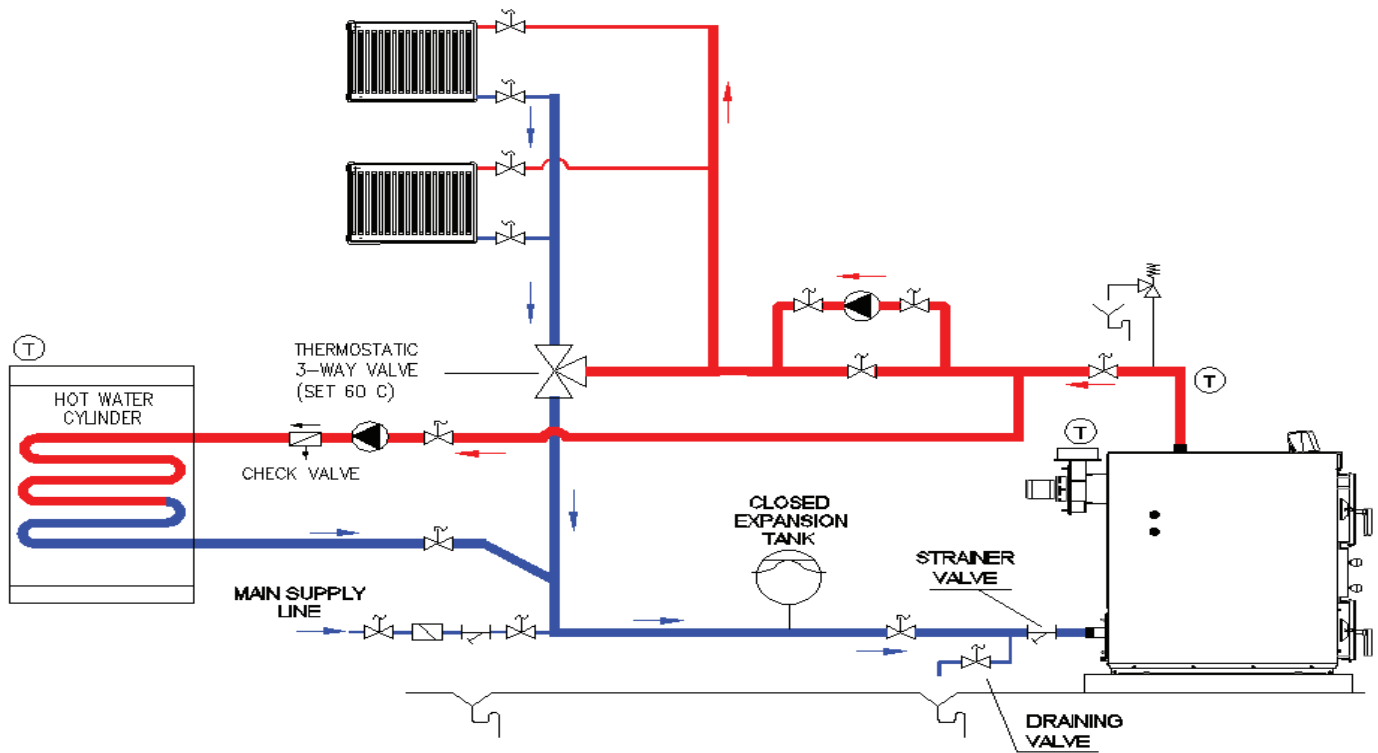 THERMOSTATIC
3-WAY VALVE
(SET 60 C)
T
HOT WATER
CYLINDER
T
T
CHECK VALVE
CLOSED
EXPANSION
TANK
STRAINER
VALVE
MAIN SUPPLY
LINE
DRAINING
VALVE